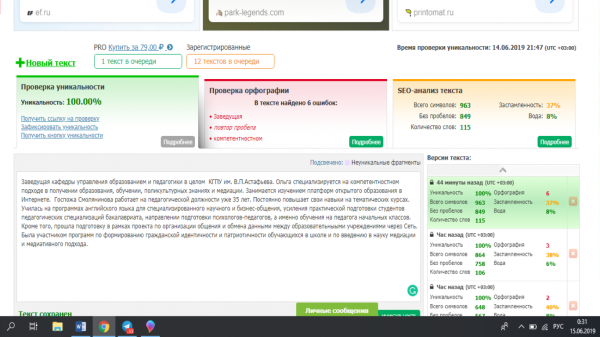 ef.ru
park-legends.com
printomat.ru
PRO Купить за 79,00 ₽
Зарегистрированные
Время проверки уникальности: 14.06.2019 21:47 (UTC +03:00)
Новый текст
1 текст в очереди
12 текстов в очереди
Проверка уникальности
Уникальность: 100.00%
Получить ссылку на проверку
Зафиксировать уникальность
Получить кнопку уникальности
Подробнее
Проверка орфографии
В тексте найдено 6 ошибок:
Заведущая
повтор пробела
компетентностном
Подробнее
SEO-анализ текста
Всего символов: 963
Без пробелов: 849
Количество слов: 115
Заспамленность: 37%
Вода: 8%
Подробнее
Подсвечено: Неуникальные фрагменты
Заведущая кафедры управления образованием и педагогики в целом КГПУ им. В.П.Астафьева. Ольга специализируется на компетентностном
подходе в получении образования, обучении, поликультурных знаниях и медиации. Занимается изучением платформ открытого образования в
Интернете. Госпожа Смолянинова работает на педагогической далности уже 35 лет. Постоянно повышает свои навыки на тематических курсах.
Училась на программах английского языка для специализированного научного и бизнес-общения, усиления практической подготовки студентов
педагогических специализаций бакалавриата, направлении подготовки психологов-педагогов, а именно обучения на педагога начальных классов.
Кроме того, прошла подготовку в рамках проекта по организации общения и обмена данными между образовательными учреждениями через Сеть.
Была участником программ по формированию гражданской идентичности и патриотичности обучающихся в школе и по введению в науку медиации
и медиативного подхода.
Версии текста:
44 минуты назад (UTC +03:00)
Уникальность 100% Орфография 6
Всего символов 963 Заспамленность 37%
Без пробелов 849 Вода 8%
Количество слов 115
Час назад (UTC +03:00)
Уникальность 100% Орфография 3
Всего символов 864 Заспамленность 38%
Без пробелов 758 Вода 6%
Количество слов 106
Час назад (UTC +03:00)
Уникальность 100% Орфография 2
Всего символов 648 Заспамленность 40%
Текст сохранен
Личные сообщения
РУС
0:31
15.06.2019